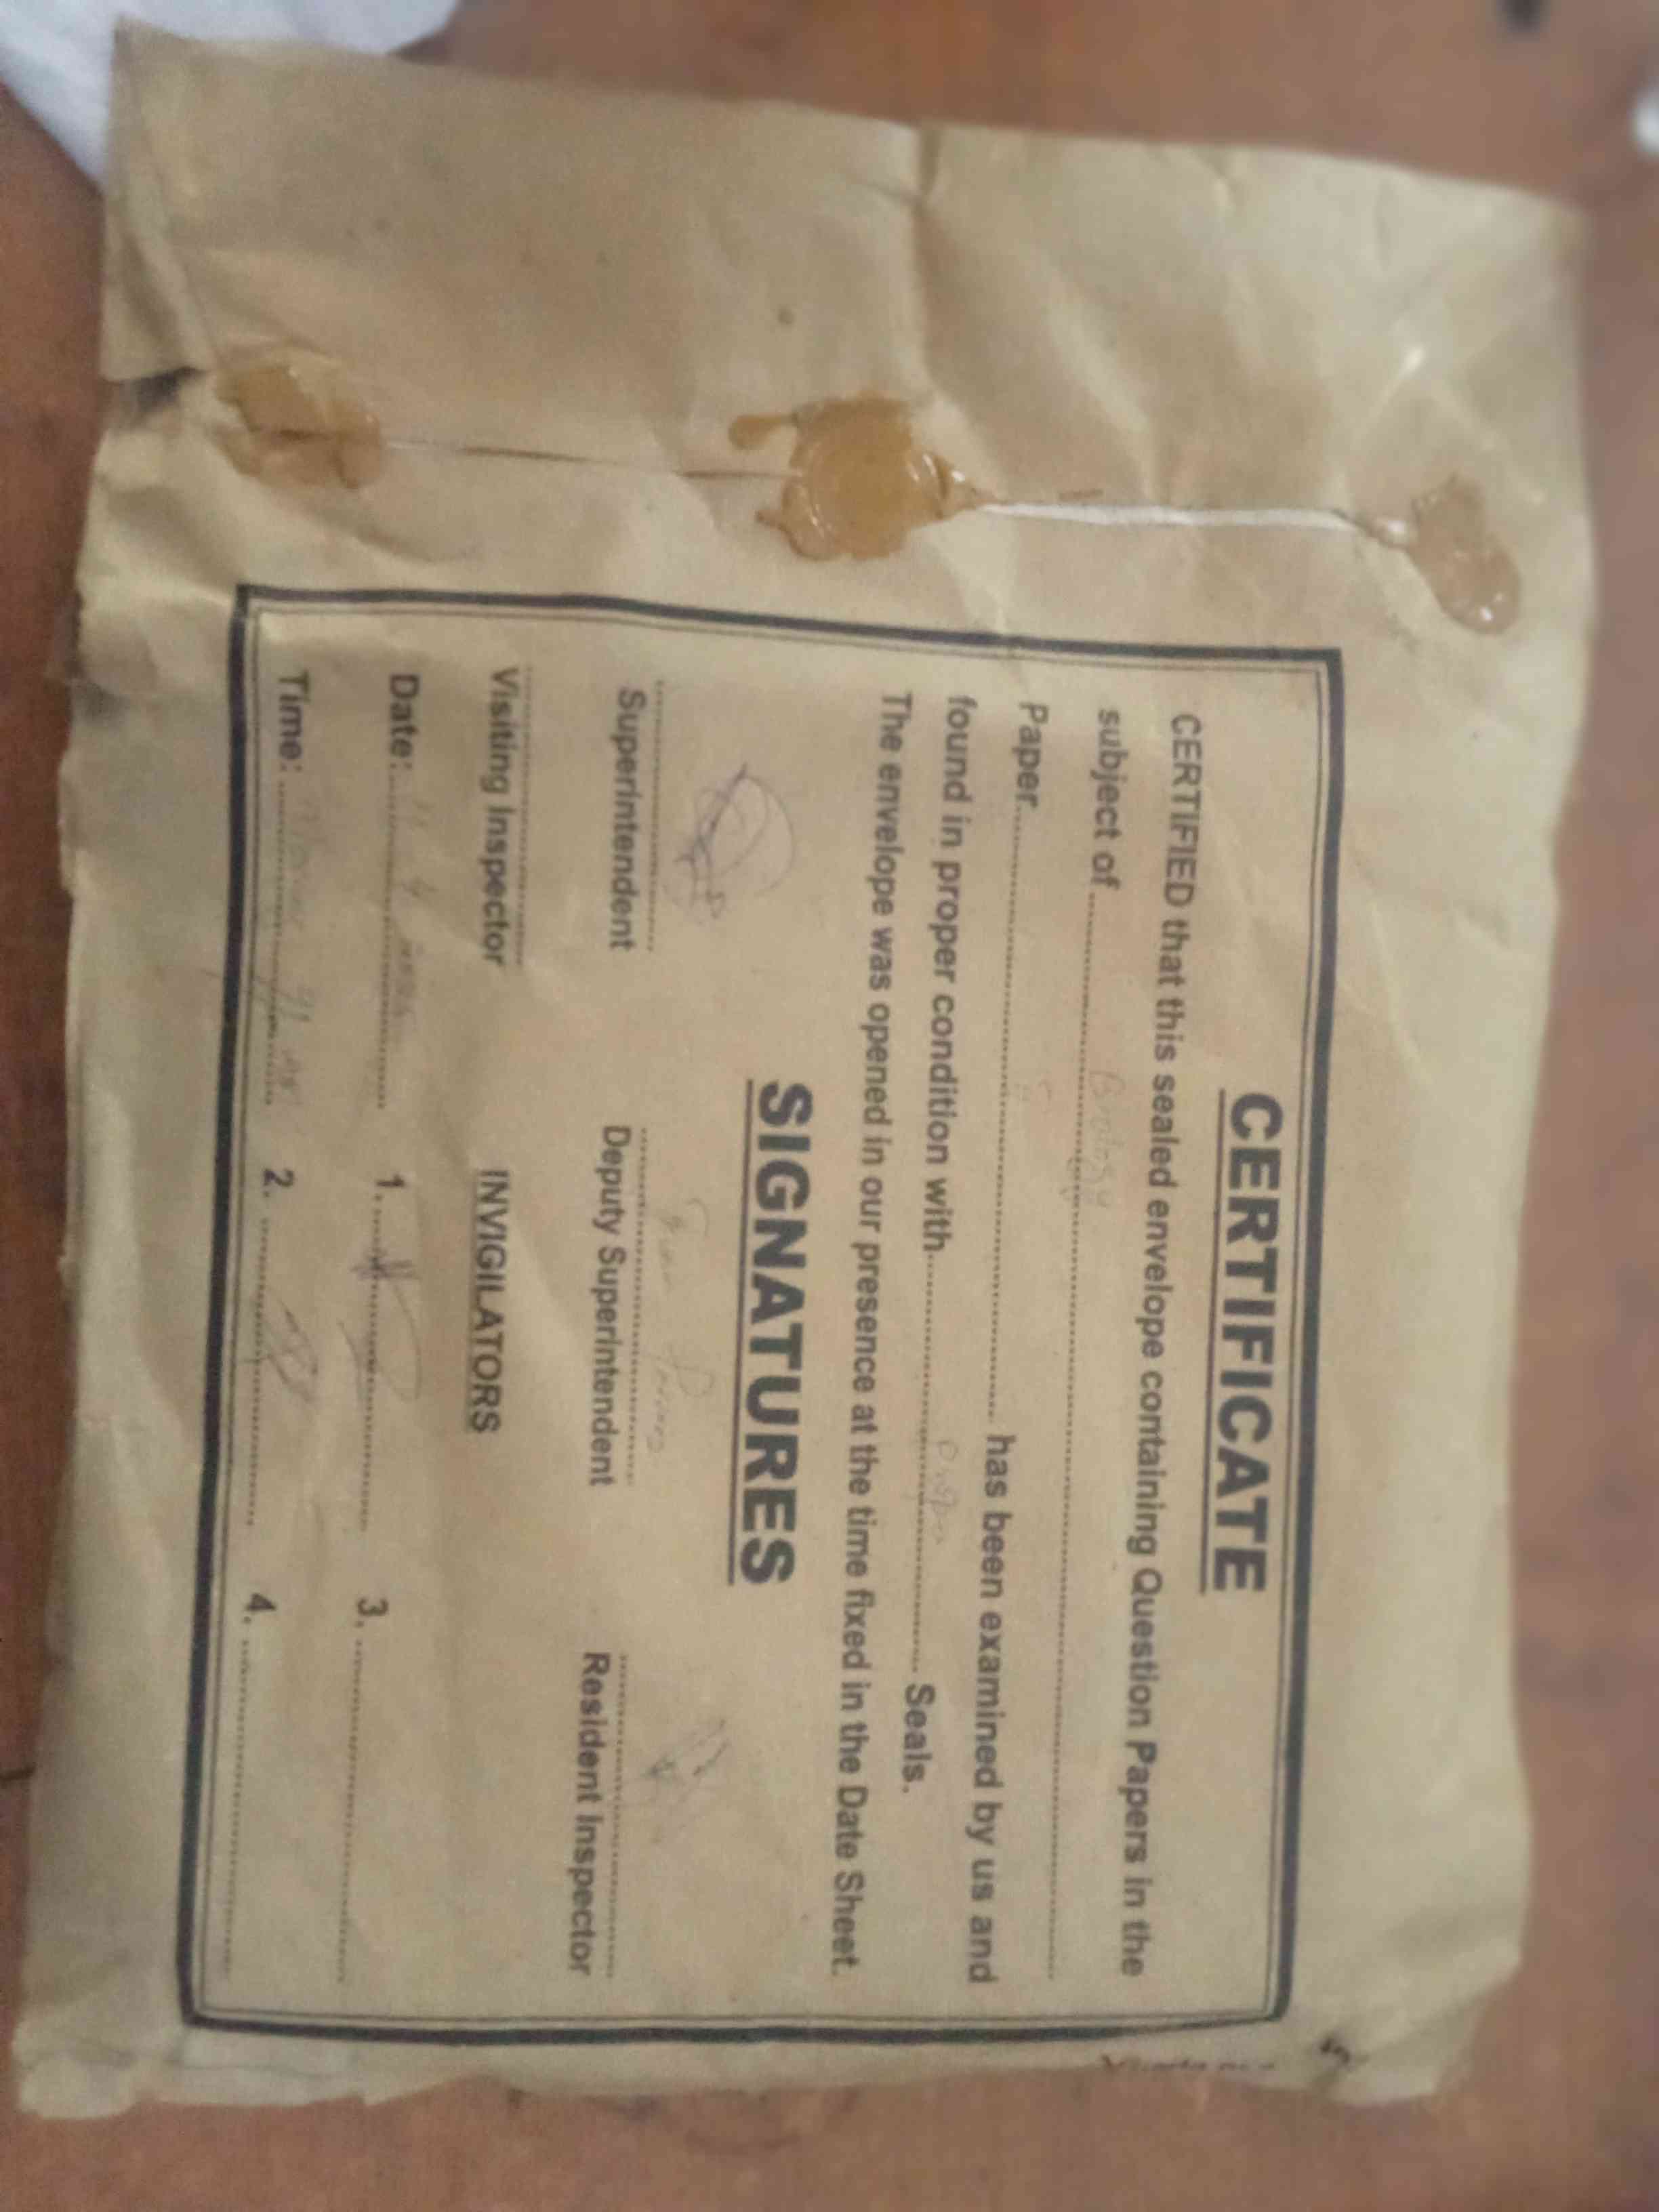 CERTIFICATE
CERTIFIED that this sealed envelope containing Question Papers in the
subject of .......... Biology ..........
Paper.......... has been examined by us and
found in proper condition with.......... Seals.
The envelope was opened in our presence at the time fixed in the Date Sheet.
SIGNATURES
Superintendent Deputy Superintendent Resident Inspector
Visiting Inspector INVIGILATORS
Date:.......... 1. .......... 3. ..........
Time: .......... 2. .......... 4. ..........